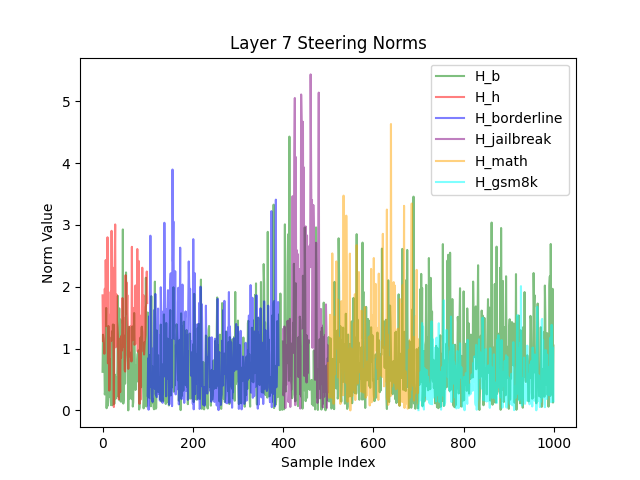 Layer 7 Steering Norms
Norm Value
5
4
3
2
1
0
H_b
H_h
H_borderline
H_jailbreak
H_math
H_gsm8k
0
200
400
600
800
1000
Sample Index